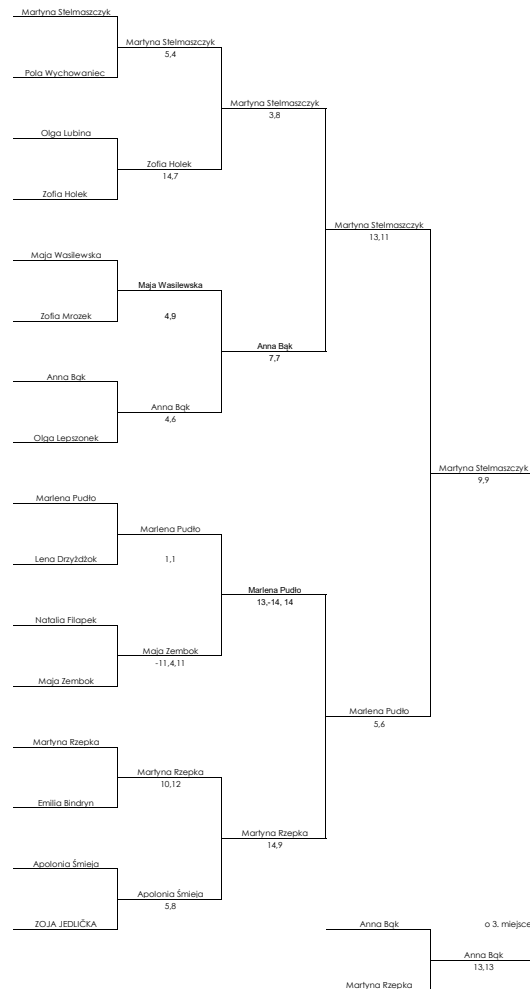 Martyna Stelmaszczyk
Martyna Stelmaszczyk
5,4
Pola Wychowaniec
Martyna Stelmaszczyk
3,8
Olga Lubina
Zofia Holek
14,7
Zofia Holek
Martyna Stelmaszczyk
13,11
Maja Wasilewska
Maja Wasilewska
Zofia Mrozek
4,9
Anna Bąk
7,7
Anna Bąk
Anna Bąk
4,6
Olga Lepszonek
Martyna Stelmaszczyk
9,9
Marlena Pudło
Marlena Pudło
Lena Drzyżdżok
1,1
Marlena Pudło
13,-14, 14
Natalia Filapek
Maja Zembok
-11,4,11
Maja Zembok
Marlena Pudło
5,6
Martyna Rzepka
Martyna Rzepka
10,12
Emilia Bindryn
Martyna Rzepka
14,9
Apolonia Śmieja
Apolonia Śmieja
5,8
ZOJA JEDLIČKA
Anna Bąk
o 3. miejsce
Anna Bąk
13,13
Martyna Rzepka